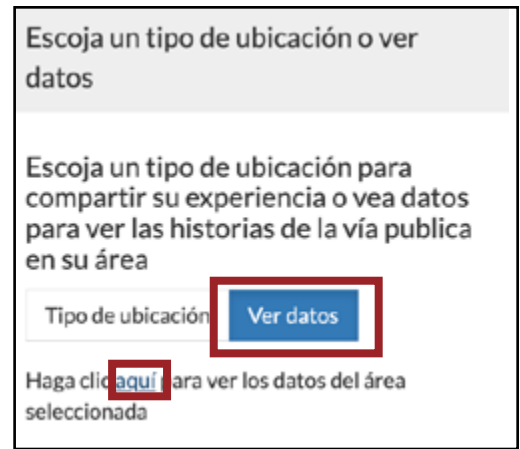 Escoja un tipo de ubicación o ver
datos
Escoja un tipo de ubicación para
compartir su experiencia o vea datos
para ver las historias de la vía publica
en su área
Tipo de ubicación Ver datos
Haga clic aquí para ver los datos del área
seleccionada